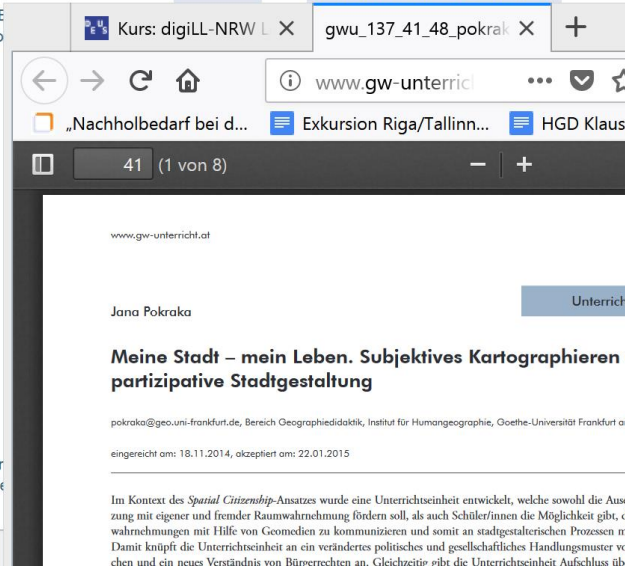 Kurs: digiLL-NRW L
gwu_137_41_48_pokrak
www.gw-unterric
„Nachholbedarf bei d...
Exkursion Riga/Tallinn...
HGD Klaus
41 (1 von 8)
www.gw-unterricht.at
Unterrich
Jana Pokraka
Meine Stadt – mein Leben. Subjektives Kartographieren
partizipative Stadtgestaltung
pokraka@geo.uni-frankfurt.de, Bereich Geographiedidaktik, Institut für Humangeographie, Goethe-Universität Frankfurt a
eingereicht am: 18.11.2014, akzeptiert am: 22.01.2015
Im Kontext des Spatial Citizenship-Ansatzes wurde eine Unterrichtseinheit entwickelt, welche sowohl die Aus
zung mit eigener und fremder Raumwahrnehmung fördern soll, als auch Schüler/innen die Möglichkeit gibt,
wahrnehmungen mit Hilfe von Geomedien zu kommunizieren und somit an stadtgestalterischen Prozessen m
Damit knüpft die Unterrichtseinheit an ein verändertes politisches und gesellschaftliches Handlungsmuster vo
chen und ein neues Verständnis von Bürgerrechten an. Gleichzeitig gibt die Unterrichtseinheit Aufschluss üb